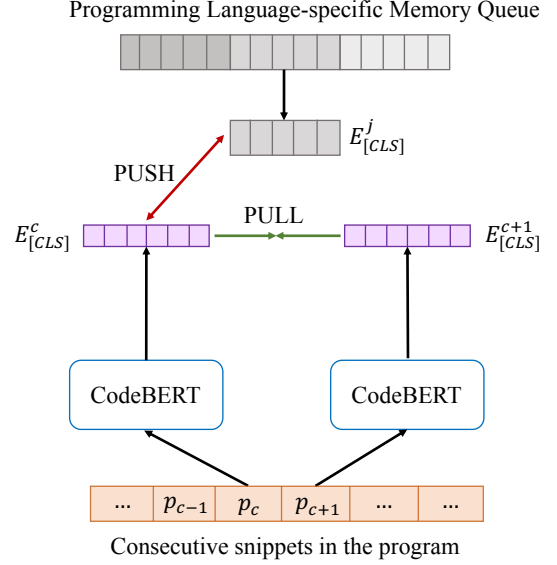 Programming Language-specific Memory Queue
E^j_[CLS]
PUSH
PULL
E^c_[CLS]
E^{c+1}_[CLS]
CodeBERT CodeBERT
... p_{c-1} p_c p_{c+1} ... ...
Consecutive snippets in the program